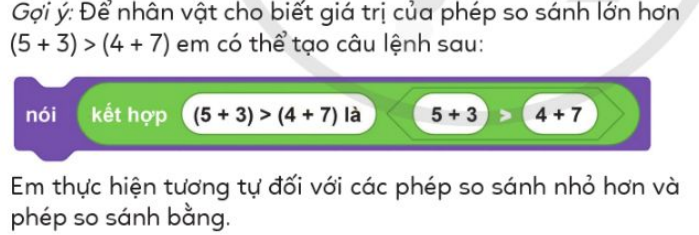 Gợi ý: Để nhân vật cho biết giá trị của phép so sánh lớn hơn
(5 + 3) > (4 + 7) em có thể tạo câu lệnh sau:
nói kết hợp (5 + 3) > (4 + 7) là 5 + 3 > 4 + 7
Em thực hiện tương tự đối với các phép so sánh nhỏ hơn và
phép so sánh bằng.